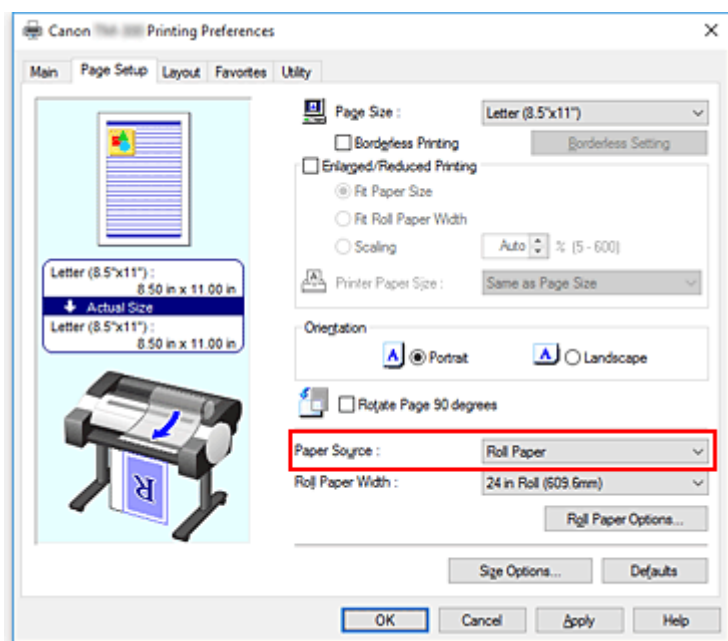 Canon Printing Preferences
Main Page Setup Layout Favorites Utility
Page Size : Letter (8.5"x11")
Borderless Printing Borderless Setting
Enlarged/Reduced Printing
Fit Paper Size
Fit Roll Paper Width
Scaling Auto % (5 - 600)
Printer Paper Size : Same as Page Size
Letter (8.5"x11") :
8.50 in x 11.00 in
Actual Size
Letter (8.5"x11") :
8.50 in x 11.00 in
Orientation
A Portrait A Landscape
Rotate Page 90 degrees
R
Paper Source : Roll Paper
Roll Paper Width : 24 in Roll (609.6mm)
Roll Paper Options...
Size Options... Defaults
OK Cancel Apply Help